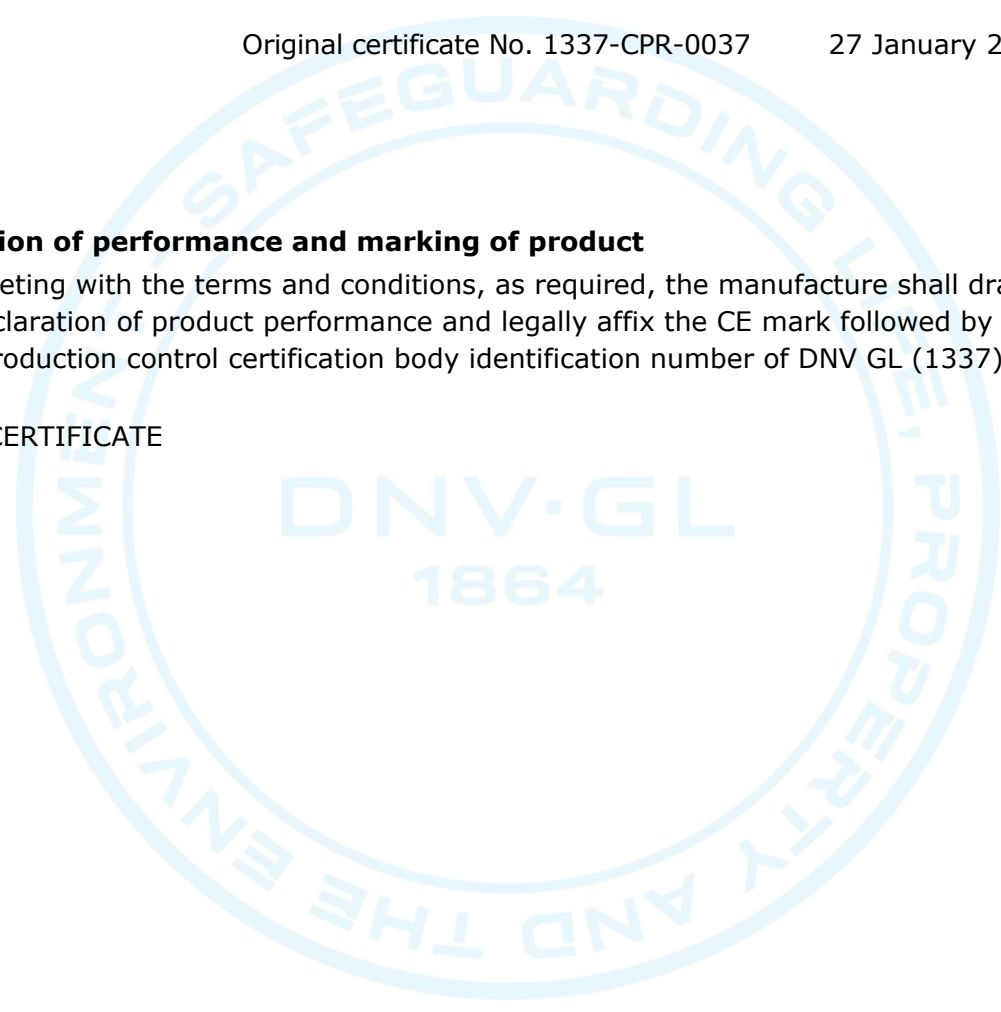 Original certificate No. 1337-CPR-0037 27 January 2
ion of performance and marking of product
eting with the terms and conditions, as required, the manufacture shall dra
claration of product performance and legally affix the CE mark followed by
roduction control certification body identification number of DNV GL (1337)
CERTIFICATE
SAFEGUARDING LIFE, PROPERTY AND THE ENVIRONMENT
DNV·GL
1864